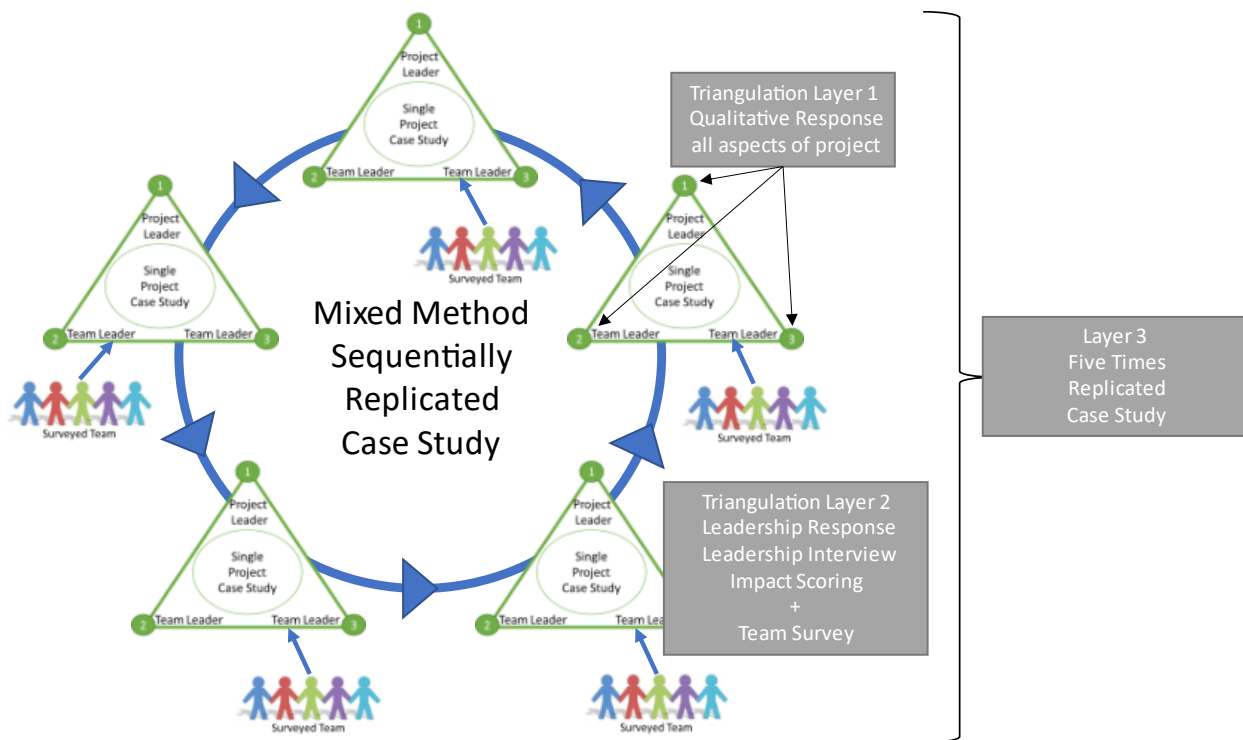 1
Project
Leader
Single
Project
Case Study
2
Team Leader
Team Leader
3
Surveyed Team
Triangulation Layer 1
Qualitative Response
all aspects of project
1
Project
Leader
Single
Project
Case Study
2
Team Leader
Team Leader
3
Surveyed Team
1
Project
Leader
Single
Project
Case Study
2
Team Leader
Team Leader
3
Surveyed Team
Mixed Method
Sequentially
Replicated
Case Study
Layer 3
Five Times
Replicated
Case Study
1
Project
Leader
Single
Project
Case Study
2
Team Leader
Team Leader
3
Surveyed Team
1
Project
Leader
Single
Project
Case Study
2
Team Leader
Team Lead
Surveyed Team
Triangulation Layer 2
Leadership Response
Leadership Interview
Impact Scoring
+
Team Survey